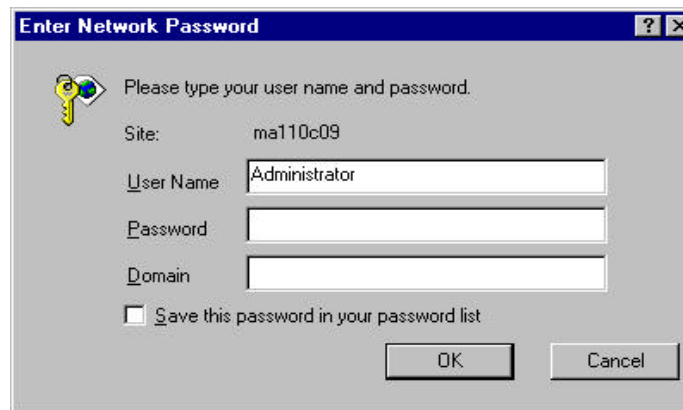 Enter Network Password
Please type your user name and password.
Site: ma110c09
User Name Administrator
Password
Domain
Save this password in your password list
OK Cancel